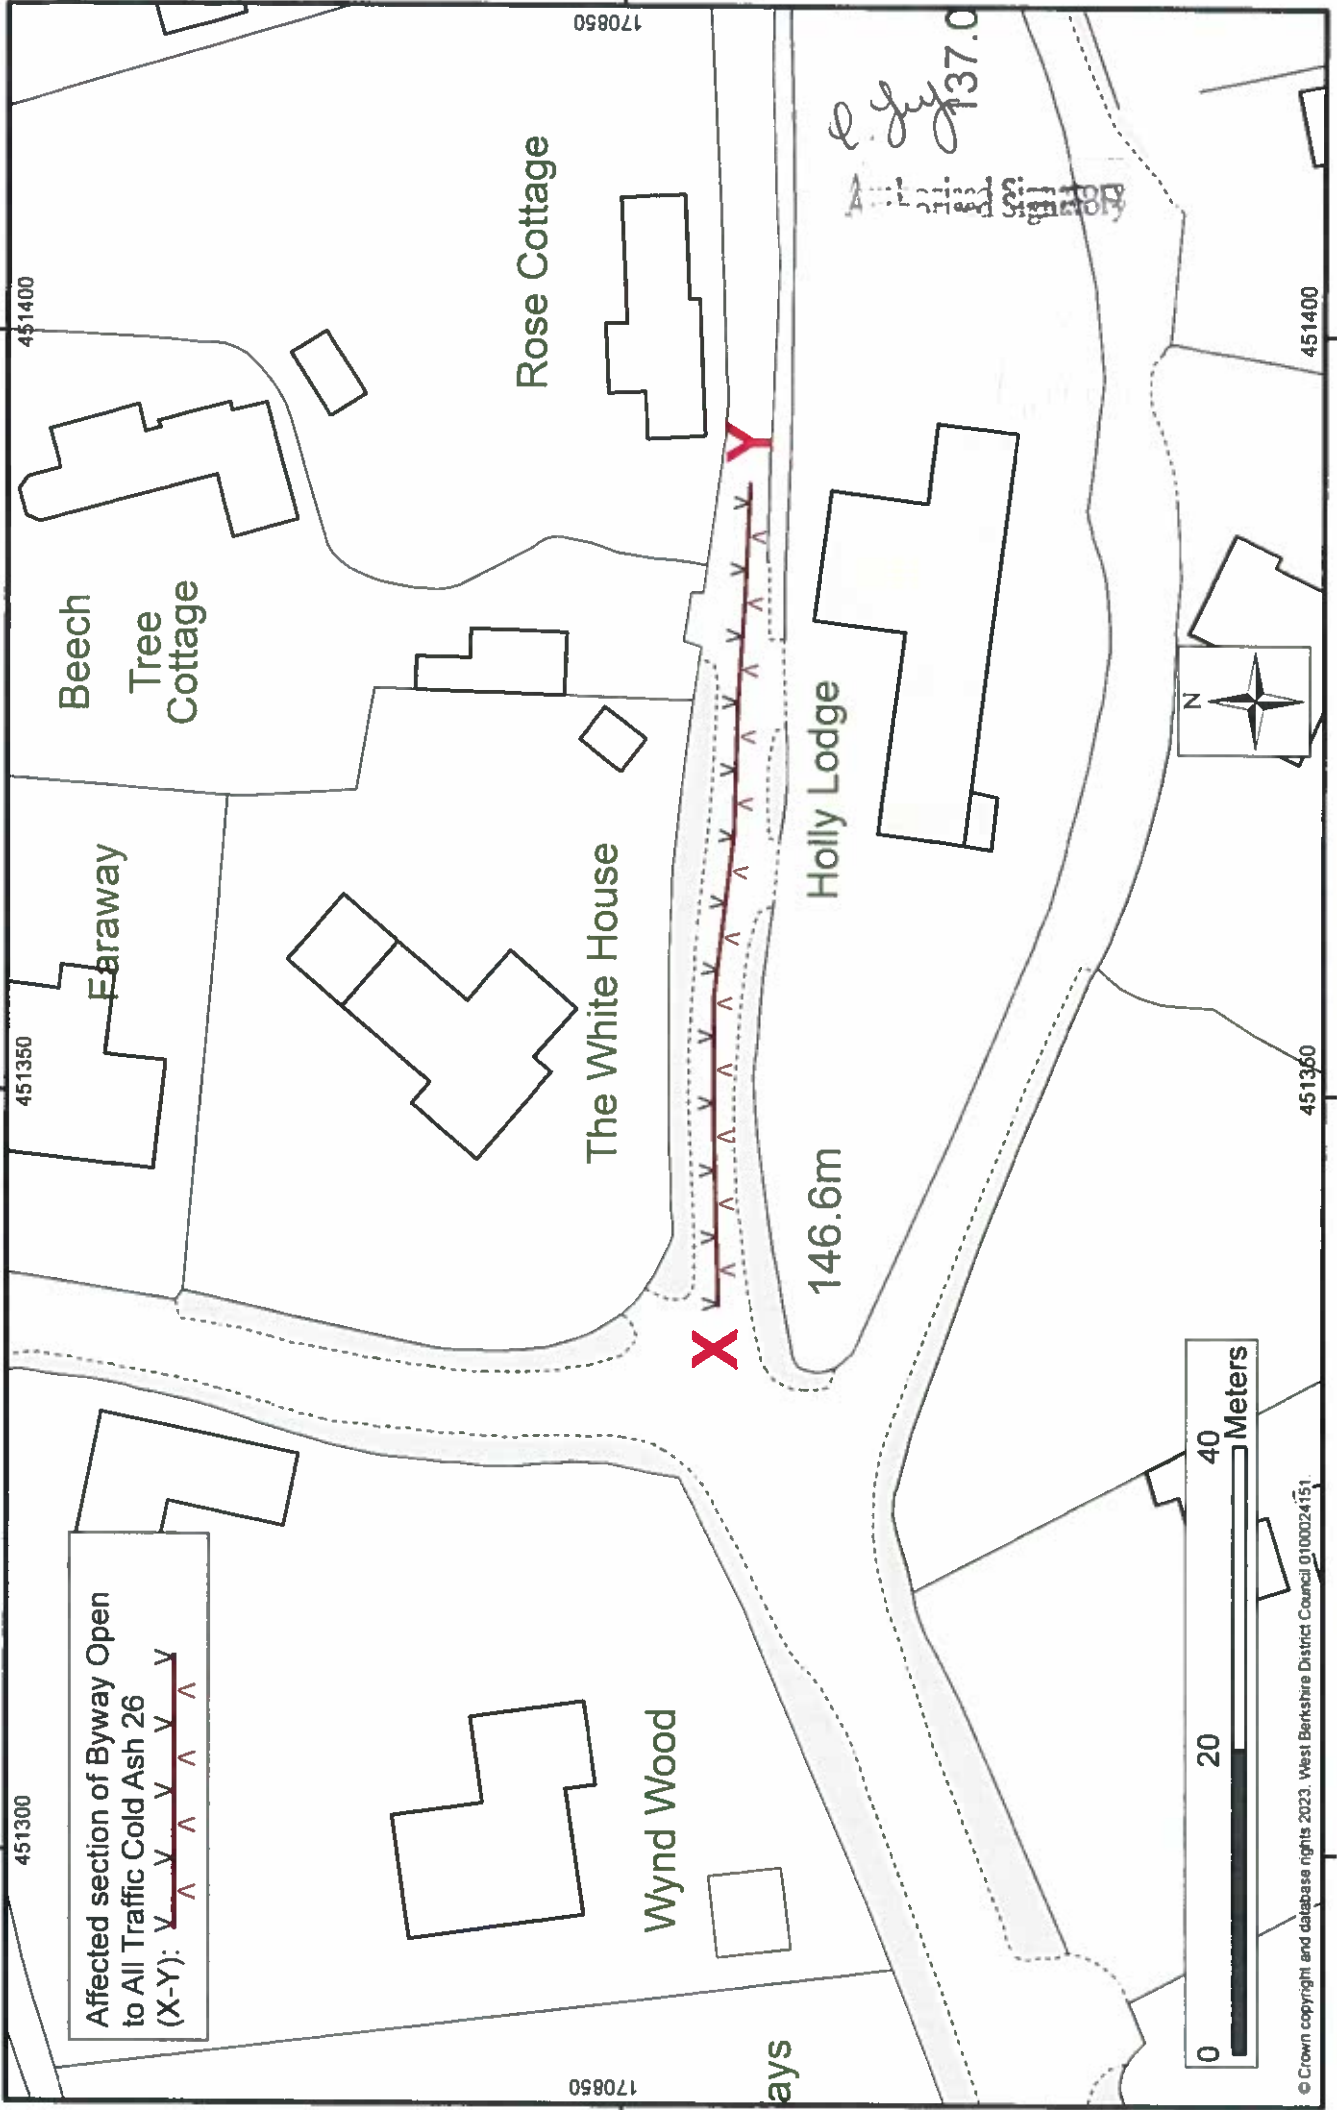 451300
451350
451400
Affected section of Byway Open
to All Traffic Cold Ash 26
(X-Y):
Faraway
Beech
Tree
Cottage
Rose Cottage
The White House
170850
170850
Wynd Wood
X
Y
ays
146.6m
Holly Lodge
137.0
Authorised Signatory
N
0
20
40
Meters
451350
451400
© Crown copyright and database rights 2023. West Berkshire District Council 0100024151.